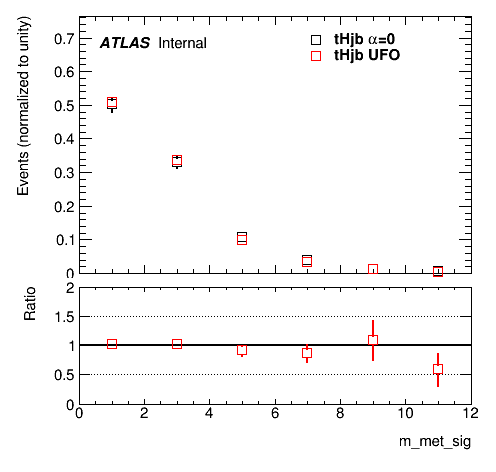 ATLAS Internal
tHjb α=0
tHjb UFO
Events (normalized to unity)
0.7
0.6
0.5
0.4
0.3
0.2
0.1
0
Ratio
2
1.5
1
0.5
0
0 2 4 6 8 10 12
m_met_sig